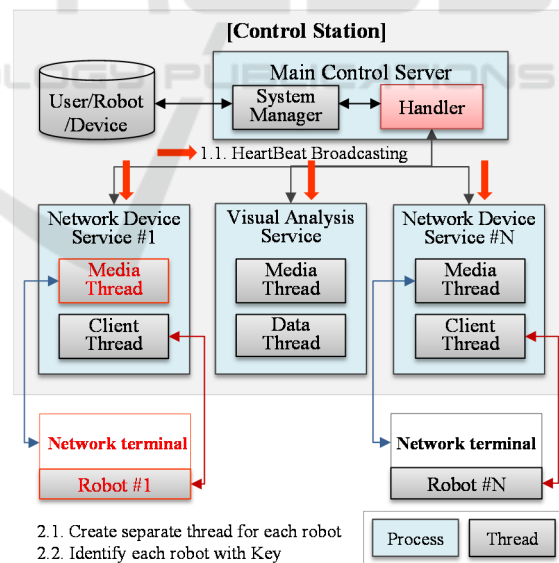 [Control Station]
Main Control Server
User/Robot
/Device
System
Manager
Handler
1.1. HeartBeat Broadcasting
Network Device
Service #1
Media
Thread
Client
Thread
Visual Analysis
Service
Media
Thread
Data
Thread
Network Device
Service #N
Media
Thread
Client
Thread
Network terminal
Robot #1
Network terminal
Robot #N
2.1. Create separate thread for each robot
2.2. Identify each robot with Key
Process
Thread